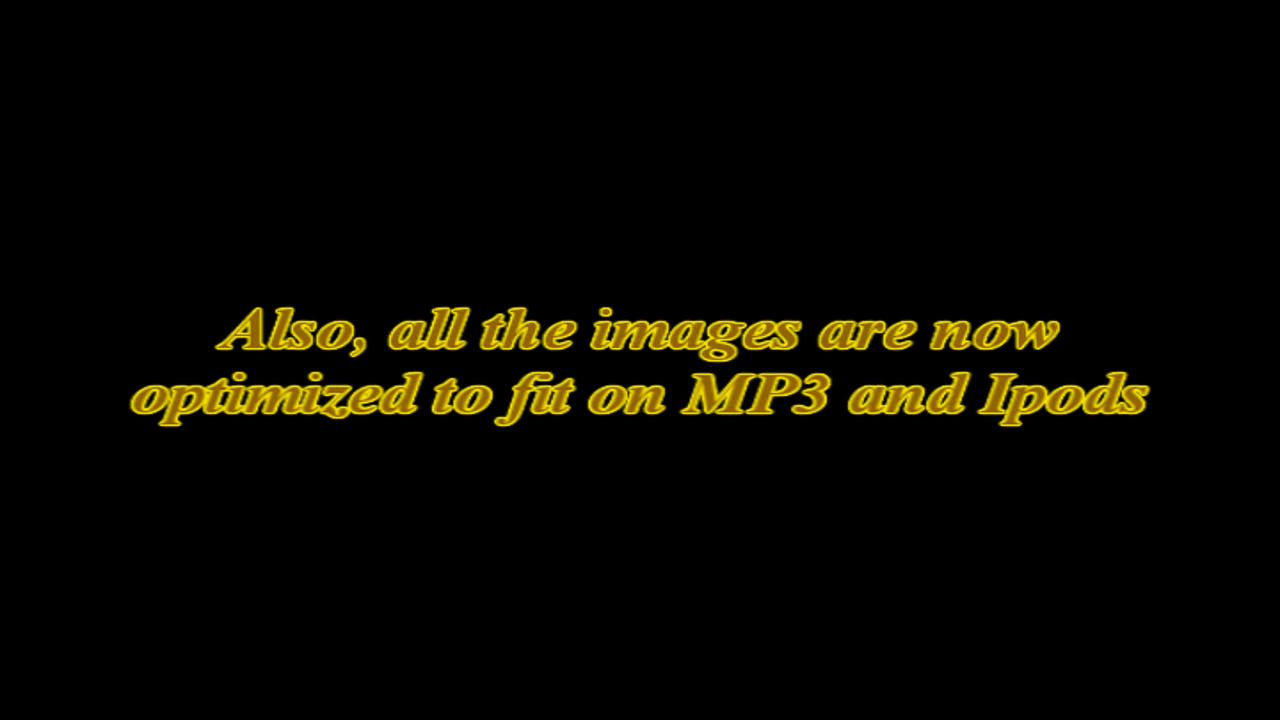 Also, all the images are now
optimized to fit on MP3 and Ipods